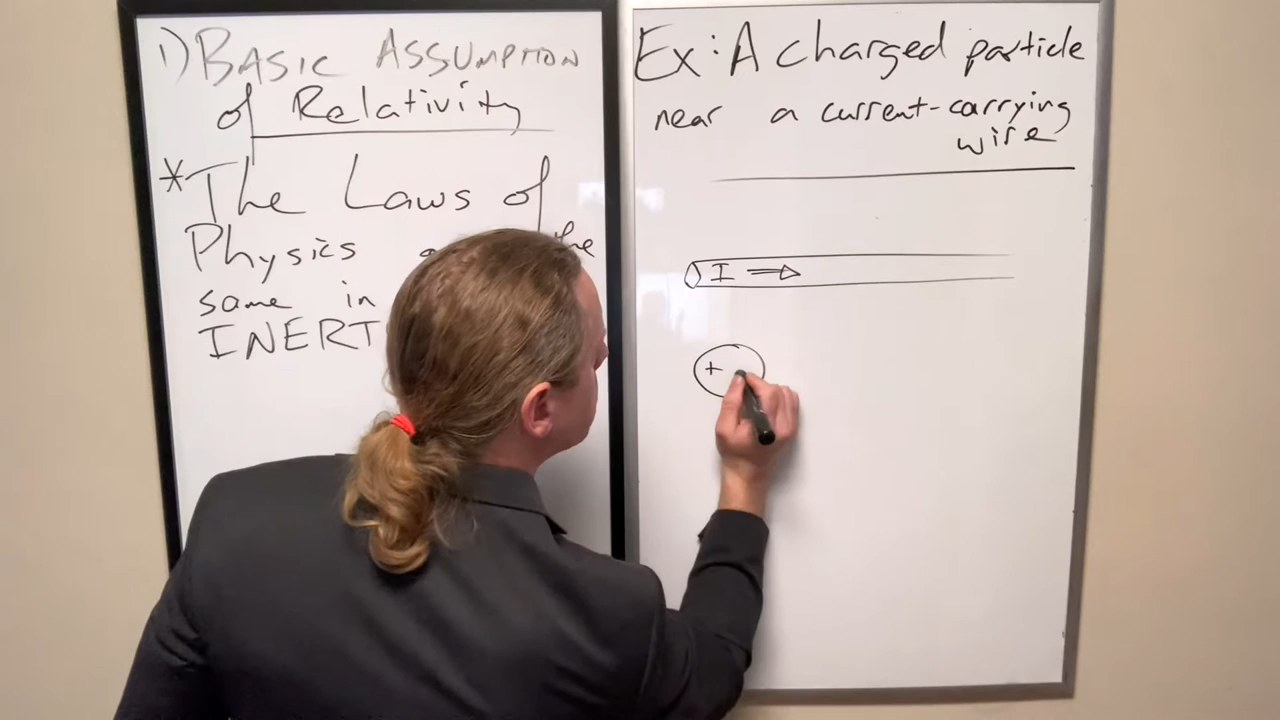 1) BASIC ASSUMPTION
of Relativity
* The Laws of
Physics the
same in
INERT
Ex: A charged particle
near a current-carrying
wire
I
+